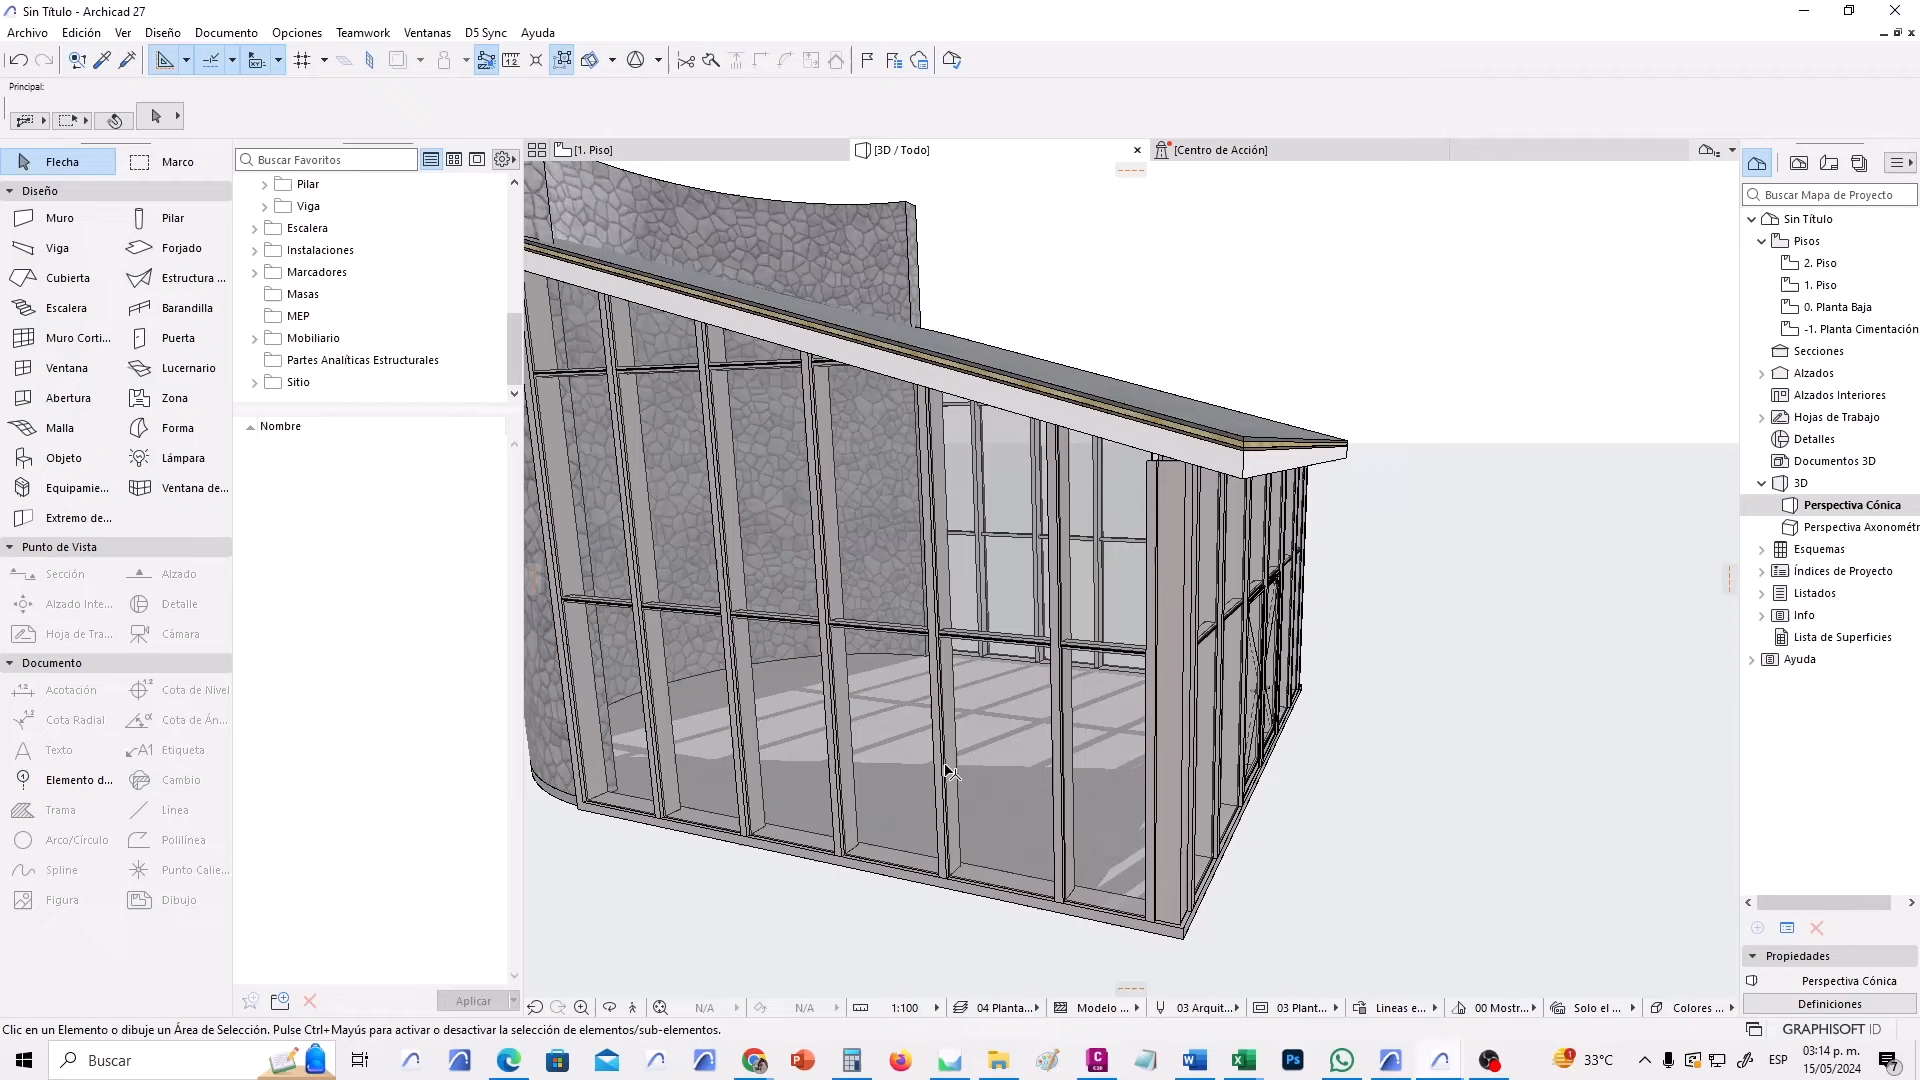 Sin Título - Archicad 27
Archivo Edición Ver Diseño Documento Opciones Teamwork Ventanas D5 Sync Ayuda
Principal:
Flecha Marco
Diseño
Muro Pilar
Viga Forjado
Cubierta Estructura ...
Escalera Barandilla
Muro Corti... Puerta
Ventana Lucernario
Abertura Zona
Malla Forma
Objeto Lámpara
Equipamie... Ventana de...
Extremo de...
Punto de Vista
Sección Alzado
Alzado Inte... Detalle
Hoja de Tra... Cámara
Documento
Acotación Cota de Nivel
Cota Radial Cota de Án...
Texto Etiqueta
Elemento d... Cambio
Trama Línea
Arco/Círculo Polilínea
Spline Punto Calie...
Figura Dibujo
Buscar Favoritos
Pilar
Viga
Escalera
Instalaciones
Marcadores
Masas
MEP
Mobiliario
Partes Analíticas Estructurales
Sitio
Nombre
Aplicar
[1. Piso] [3D / Todo] [Centro de Acción]
Buscar Mapa de Proyecto
Sin Título
Pisos
2. Piso
1. Piso
0. Planta Baja
-1. Planta Cimentación
Secciones
Alzados
Alzados Interiores
Hojas de Trabajo
Detalles
Documentos 3D
3D
Perspectiva Cónica
Perspectiva Axonométr
Esquemas
Índices de Proyecto
Listados
Info
Lista de Superficies
Ayuda
Propiedades
Perspectiva Cónica
Definiciones
N/A N/A 1:100 04 Planta... Modelo ... 03 Arquit... 03 Plant... Lineas e... 00 Mostr... Solo el ... Colores ...
Clic en un Elemento o dibuje un Área de Selección. Pulse Ctrl+Mayús para activar o desactivar la selección de elementos/sub-elementos.
GRAPHISOFT ID
Buscar
33°C
ESP
03:14 p. m.
15/05/2024
7